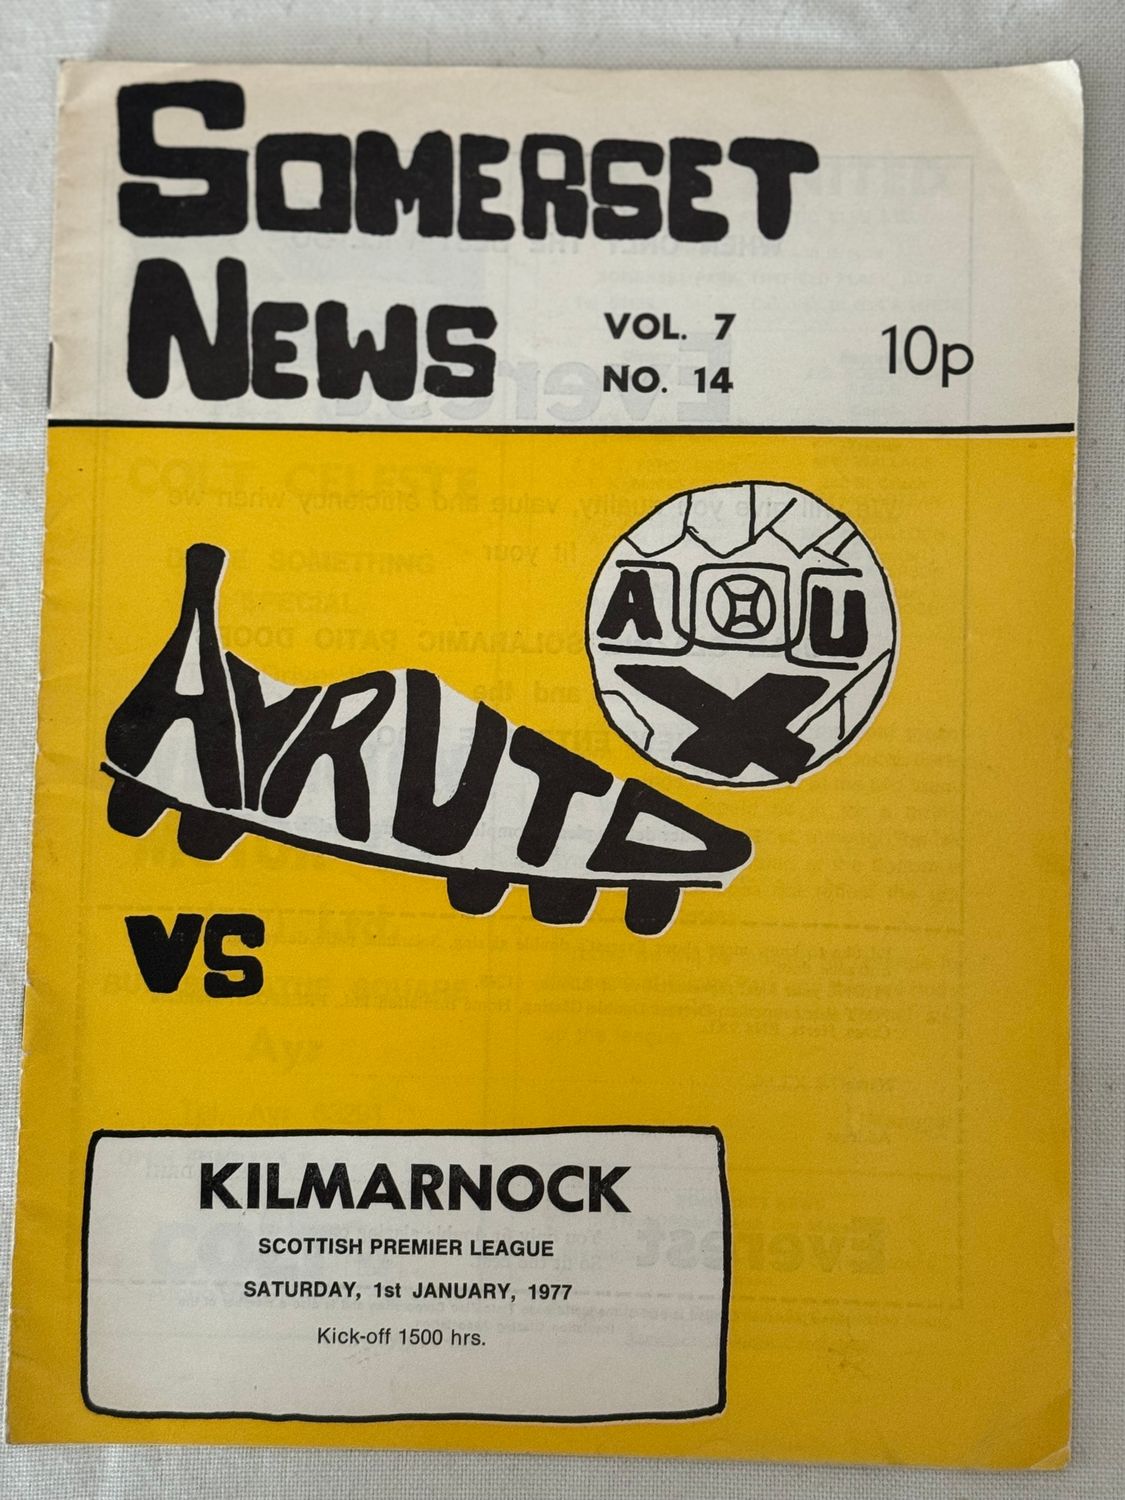 SOMERSET
NEWS
VOL. 7
NO. 14
10p
A U
X
AYR UTD
VS
KILMARNOCK
SCOTTISH PREMIER LEAGUE
SATURDAY, 1st JANUARY, 1977
Kick-off 1500 hrs.